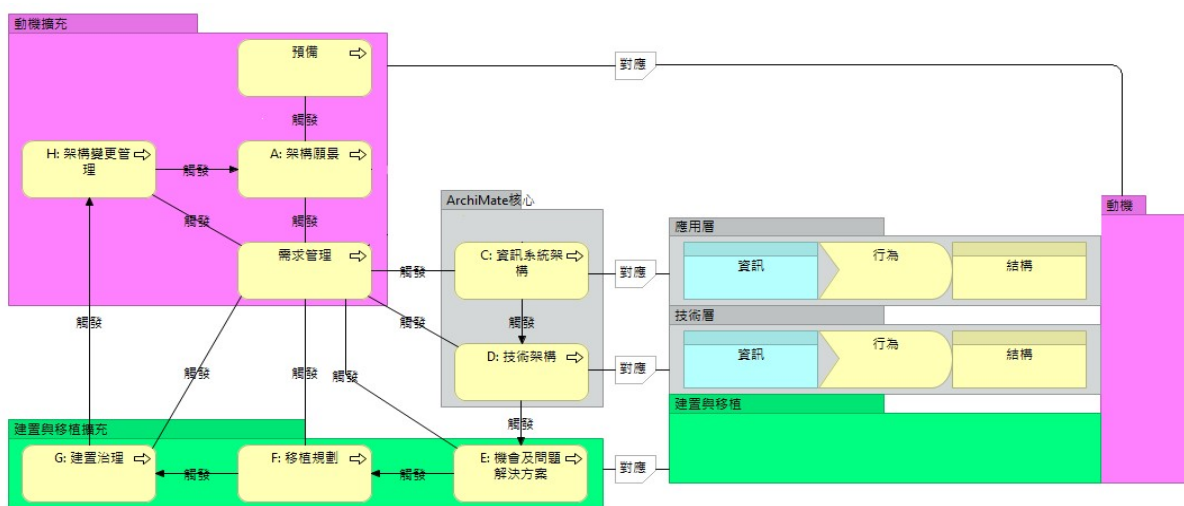 動機擴充
預備
對應
觸發
H: 架構變更管
理
觸發
A: 架構願景
觸發
ArchiMate核心
動機
需求管理
觸發
C: 資訊系統架
構
對應
應用層
資訊
行為
結構
觸發
觸發
觸發
技術層
D: 技術架構
對應
資訊
行為
結構
觸發
觸發
觸發
建置與移植
觸發
建置與移植擴充
G: 建置治理
觸發
F: 移植規劃
觸發
E: 機會及問題
解決方案
對應